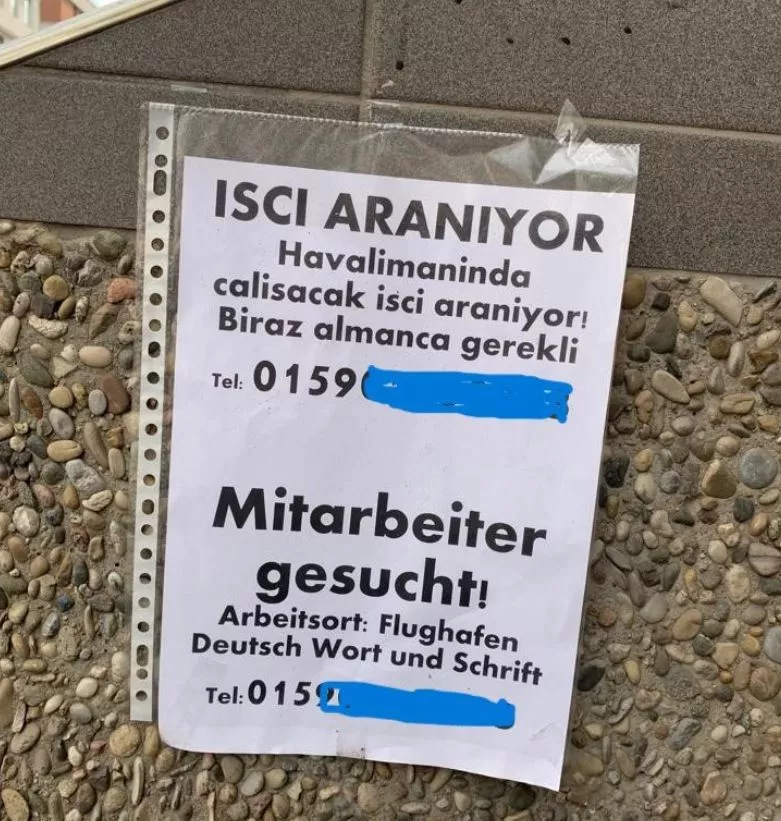 ISCI ARANIYOR
Havalimaninda
calisacak isci araniyor!
Biraz almanca gerekli
Tel: 0159
Mitarbeiter
gesucht!
Arbeitsort: Flughafen
Deutsch Wort und Schrift
Tel: 0159